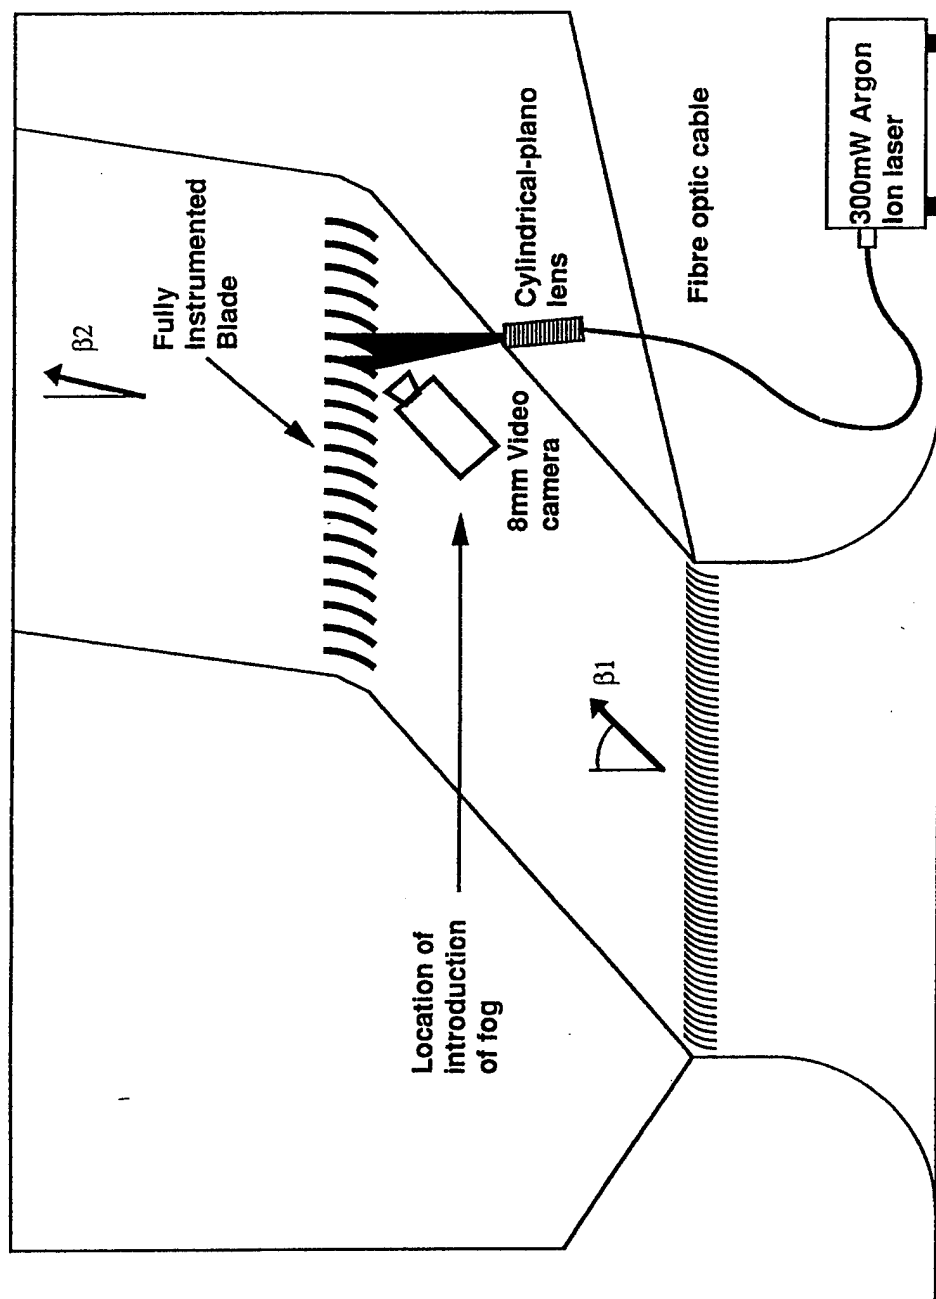 β2
Fully
Instrumented
Blade
Cylindrical-plano
lens
Fibre optic cable
300mW Argon
Ion laser
8mm Video
camera
β1
Location of
introduction
of fog